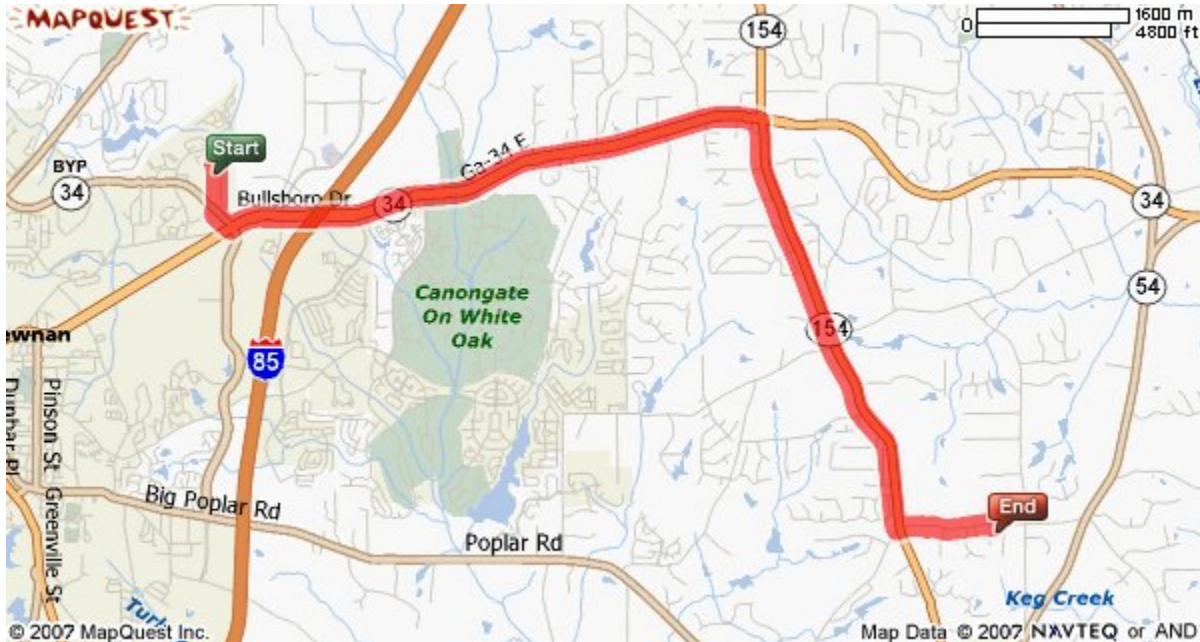 MAPQUEST
154
0
1600 m
4800 ft
Start
BYP
34
Bullsboro Dr
34
Ga-34 E
34
Canongate
On White
Oak
54
ewnan
85
154
Pinson St
Greenville St
Dunbar Pl
Big Poplar Rd
Poplar Rd
End
Keg Creek
© 2007 MapQuest Inc.
Map Data © 2007 NAVTEQ or AND